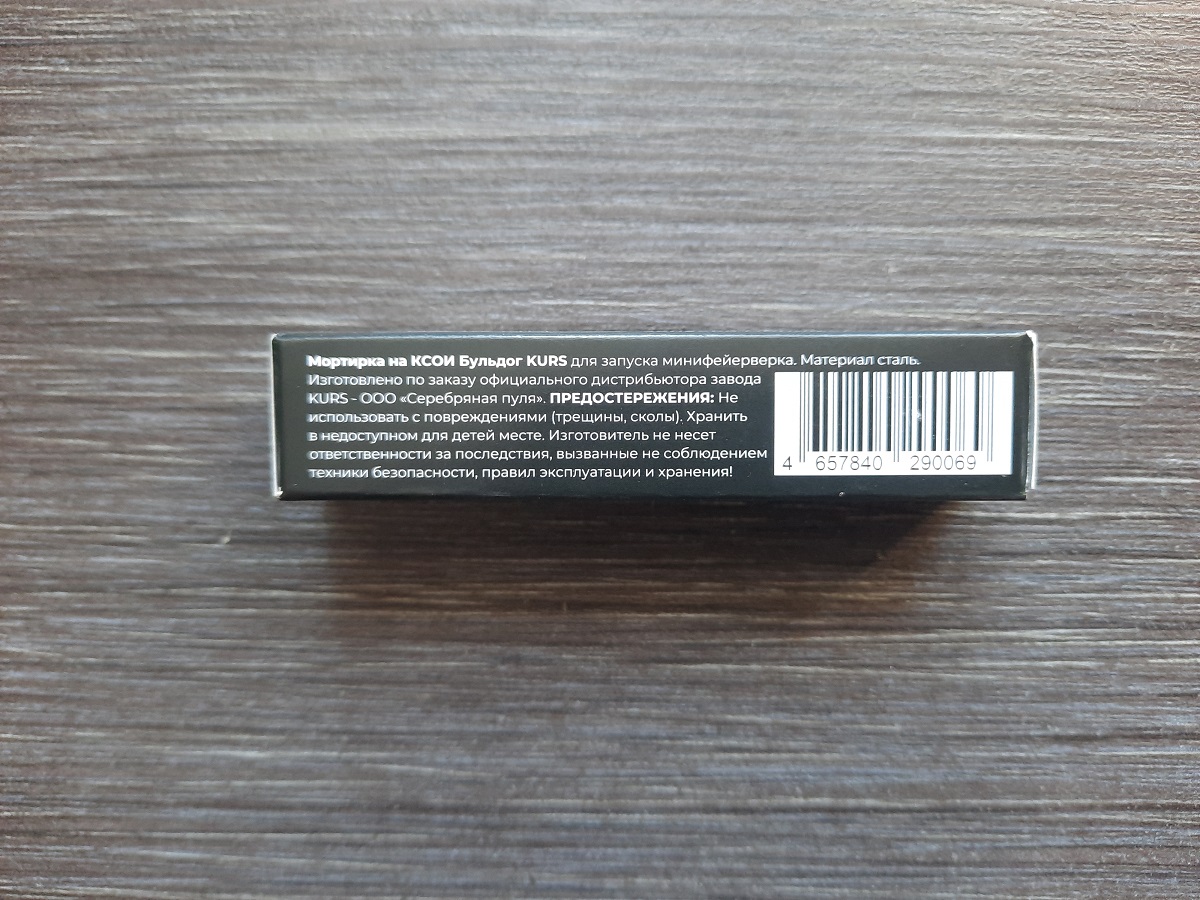 Мортирка на КСОИ Бульдог KURS для запуска минифейерверка. Материал сталь.
Изготовлено по заказу официального дистрибьютора завода
KURS - ООО «Серебряная пуля». ПРЕДОСТЕРЕЖЕНИЯ: Не
использовать с повреждениями (трещины, сколы). Хранить
в недоступном для детей месте. Изготовитель не несет
ответственности за последствия, вызванные не соблюдением
техники безопасности, правил эксплуатации и хранения!
4 657840 290069